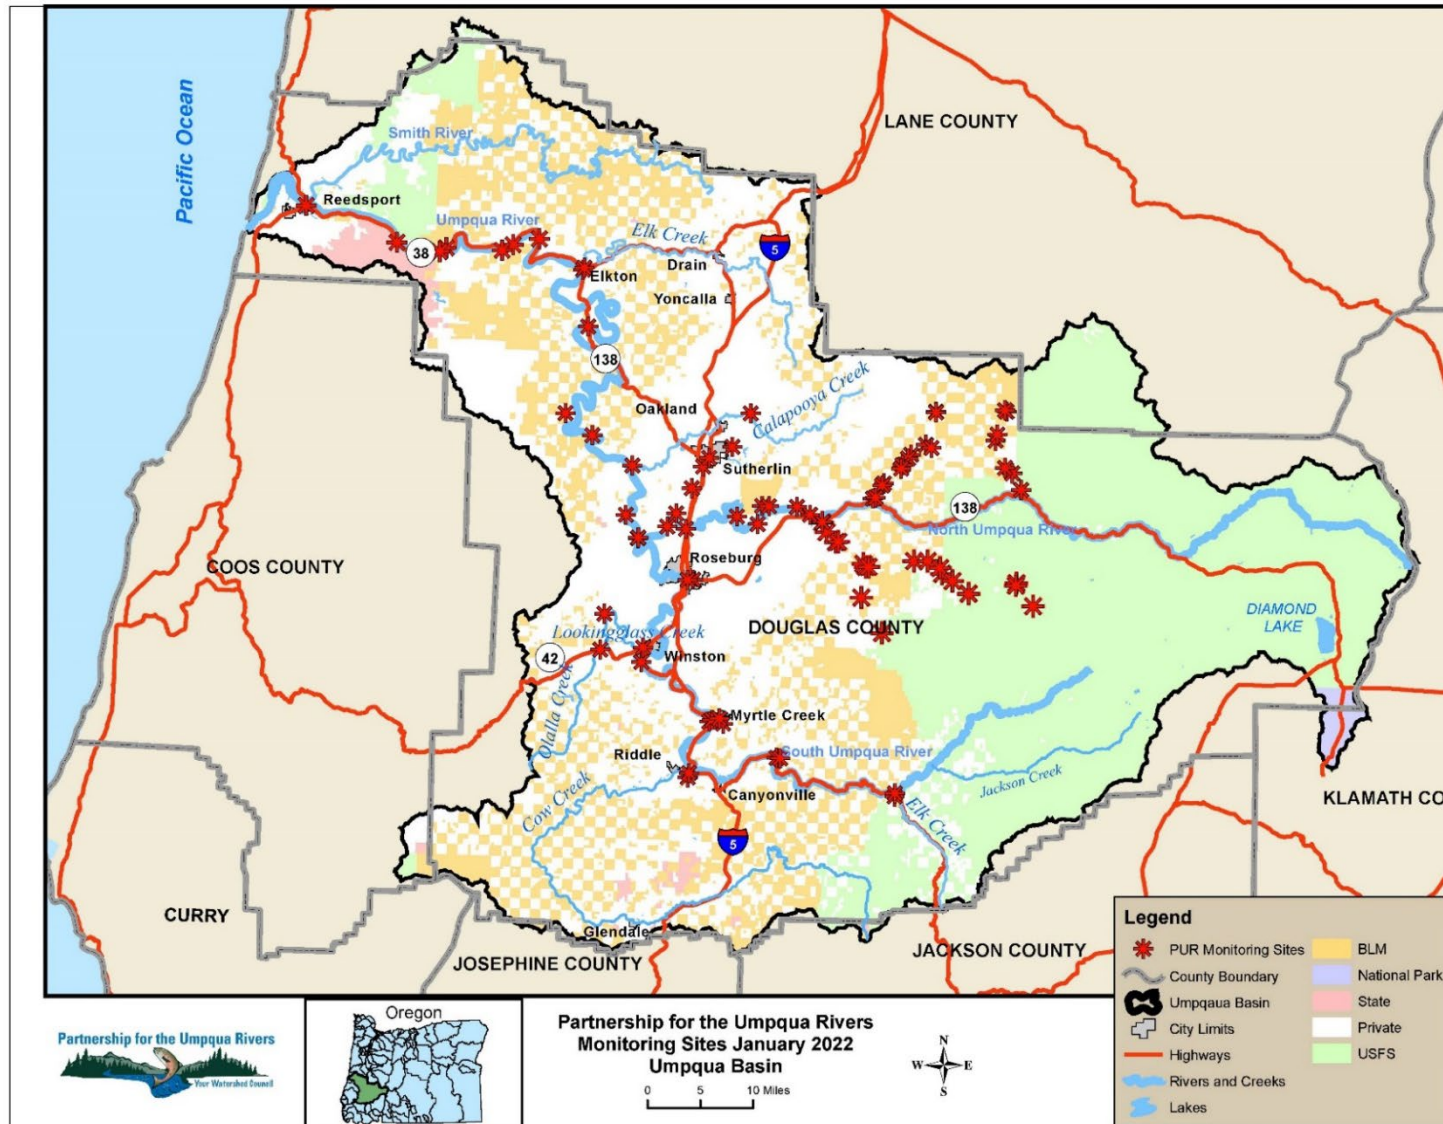 LANE COUNTY
Pacific Ocean
Smith River
Reedsport
Umpqua River
Elk Creek
38
Drain
5
Elkton
Yoncalla
138
Calapooya Creek
Oakland
Sutherlin
138
North Umpqua River
Roseburg
COOS COUNTY
DIAMOND
LAKE
DOUGLAS COUNTY
Lookingglass Creek
42
Winston
Olalla Creek
Myrtle Creek
Riddle
South Umpqua River
Jackson Creek
Canyonville
Cow Creek
Elk Creek
KLAMATH CO
5
CURRY
Glendale
JOSEPHINE COUNTY
JACKSON COUNTY
Legend
PUR Monitoring Sites
County Boundary
Umpqaua Basin
City Limits
Highways
Rivers and Creeks
Lakes
BLM
National Park
State
Private
USFS
Partnership for the Umpqua Rivers
Your Watershed Council
Oregon
Partnership for the Umpqua Rivers
Monitoring Sites January 2022
Umpqua Basin
0 5 10 Miles
N
W E
S